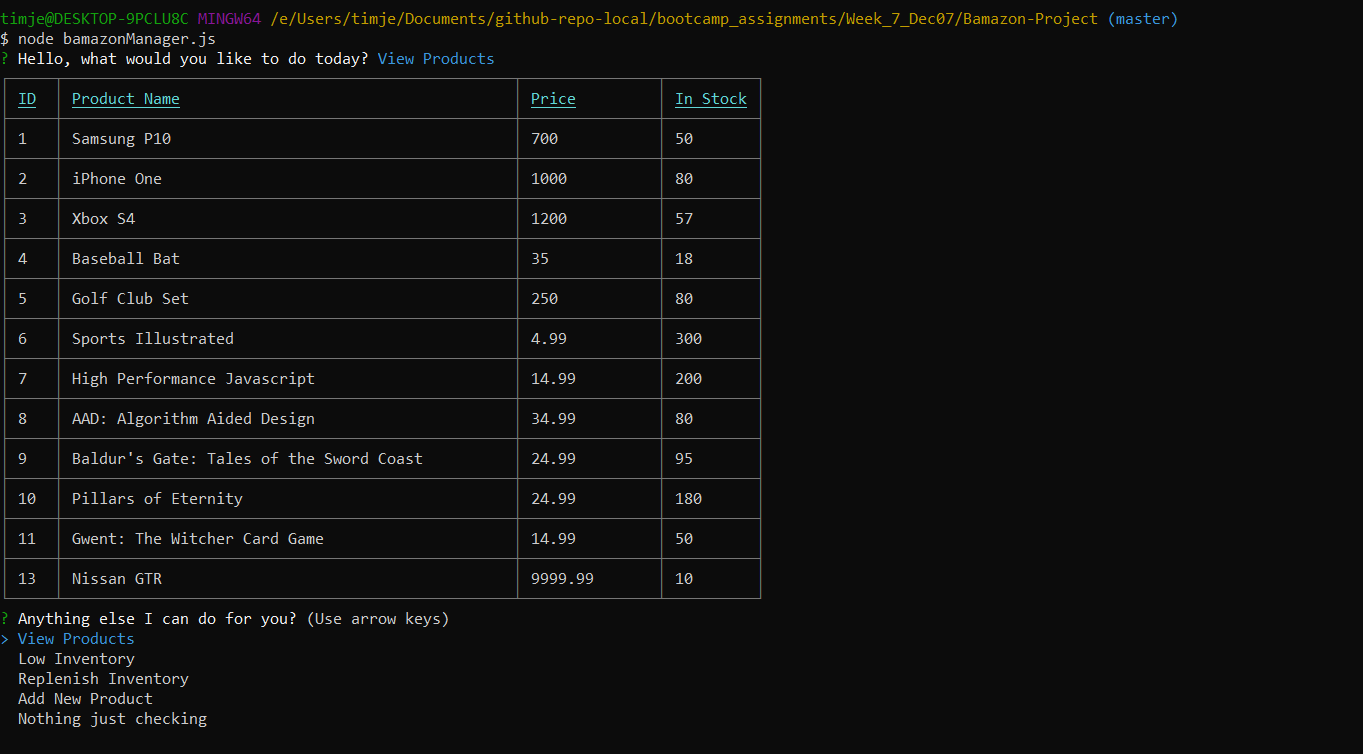 timje@DESKTOP-9PCLU8C MINGW64 /e/Users/timje/Documents/github-repo-local/bootcamp_assignments/Week_7_Dec07/Bamazon-Project (master)
$ node bamazonManager.js
? Hello, what would you like to do today? View Products
ID Product Name Price In Stock
1 Samsung P10 700 50
2 iPhone One 1000 80
3 Xbox S4 1200 57
4 Baseball Bat 35 18
5 Golf Club Set 250 80
6 Sports Illustrated 4.99 300
7 High Performance Javascript 14.99 200
8 AAD: Algorithm Aided Design 34.99 80
9 Baldur's Gate: Tales of the Sword Coast 24.99 95
10 Pillars of Eternity 24.99 180
11 Gwent: The Witcher Card Game 14.99 50
13 Nissan GTR 9999.99 10
? Anything else I can do for you? (Use arrow keys)
> View Products
Low Inventory
Replenish Inventory
Add New Product
Nothing just checking